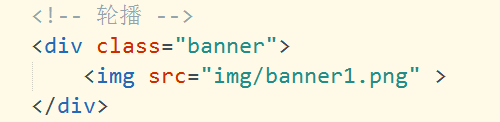 <!-- 轮播 -->
<div class="banner">
    <img src="img/banner1.png" >
</div>